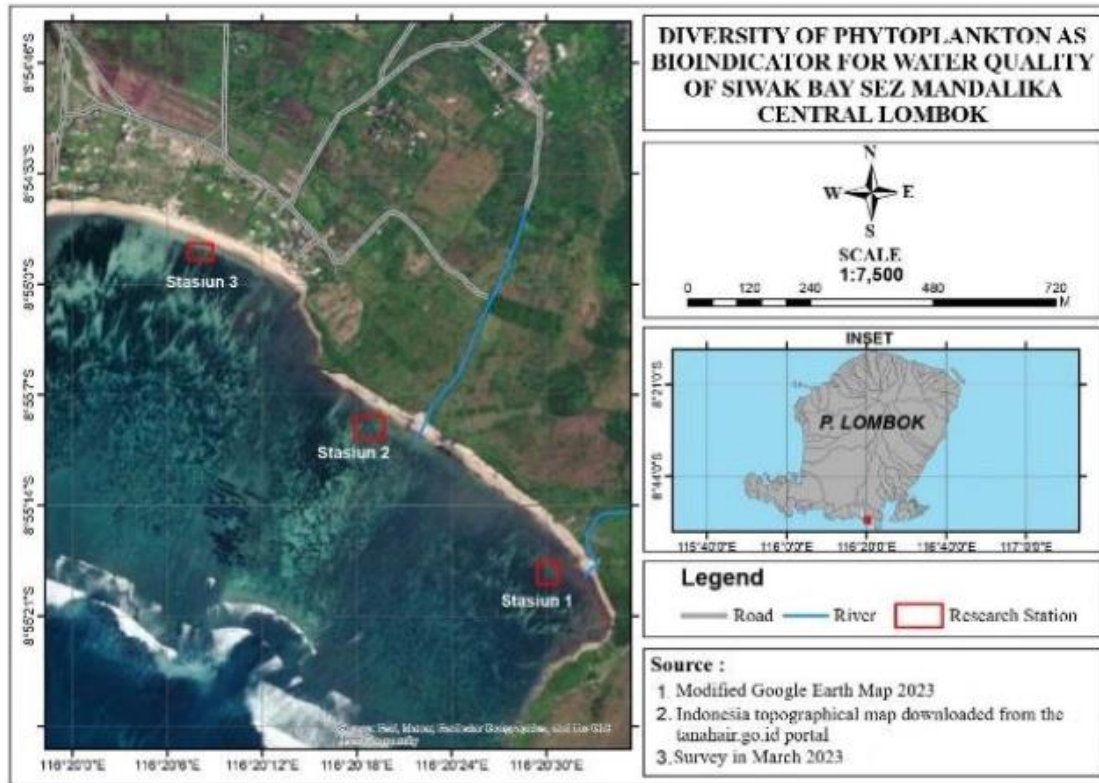 DIVERSITY OF PHYTOPLANKTON AS
BIOINDICATOR FOR WATER QUALITY
OF SIWAK BAY SEZ MANDALIKA
CENTRAL LOMBOK
N
W E
S
SCALE
1:7,500
0 120 240 480 720
M
INSET
8°21'0"S
8°44'0"S
P. LOMBOK
115°40'0"E 116°0'0"E 116°20'0"E 116°40'0"E 117°0'0"E
Legend
Road River Research Station
Source :
1. Modified Google Earth Map 2023
2. Indonesia topographical map downloaded from the
tanahair.go.id portal
3. Survey in March 2023
8°54'46"S
8°54'53"S
8°55'0"S
8°55'7"S
8°55'14"S
8°56'21"S
Stasiun 3
Stasiun 2
Stasiun 1
116°20'0"E 116°20'6"E 116°20'12"E 116°20'18"E 116°20'24"E 116°20'30"E